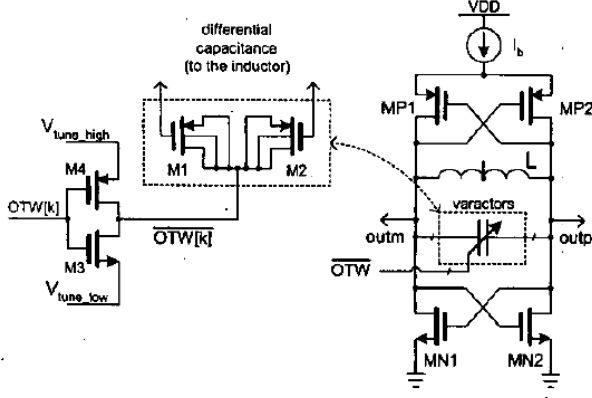 differential
capacitance
(to the inductor)
VDD
I_b
MP1
MP2
V_tune_high
M4
M1
M2
L
OTW[k]
OTW[k]
varactors
M3
outm
outp
OTW
V_tune_low
MN1
MN2